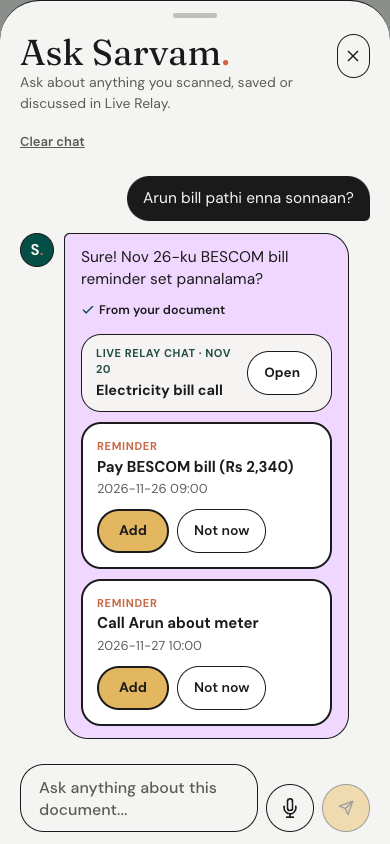 Ask Sarvam.
Ask about anything you scanned, saved or
discussed in Live Relay.
Clear chat
Arun bill pathi enna sonnaan?
S.
Sure! Nov 26-ku BESCOM bill
reminder set pannalama?
From your document
LIVE RELAY CHAT · NOV
20
Electricity bill call
Open
REMINDER
Pay BESCOM bill (Rs 2,340)
2026-11-26 09:00
Add
Not now
REMINDER
Call Arun about meter
2026-11-27 10:00
Add
Not now
Ask anything about this
document...